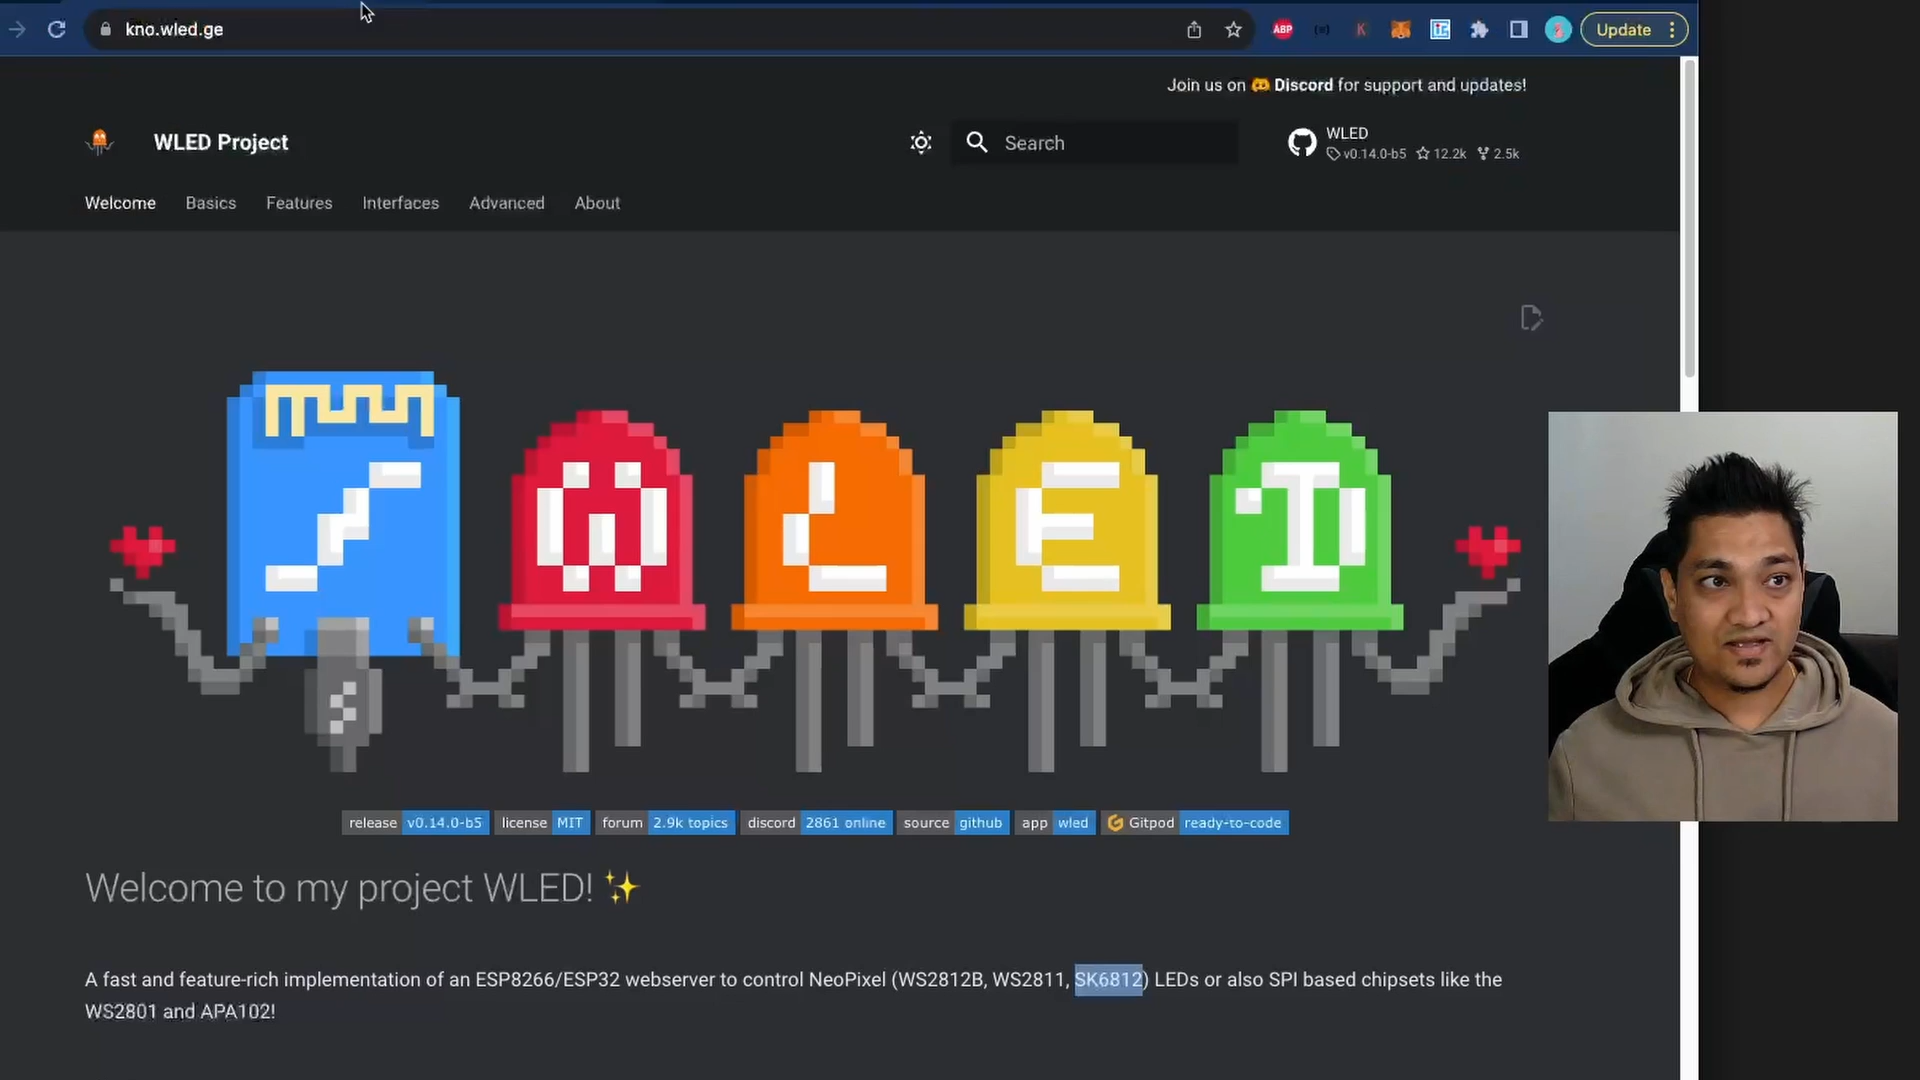 kno.wled.ge
ABP
Update
Join us on Discord for support and updates!
WLED Project
Search
WLED
v0.14.0-b5 12.2k 2.5k
Welcome Basics Features Interfaces Advanced About
WLED
release v0.14.0-b5 license MIT forum 2.9k topics discord 2861 online source github app wled Gitpod ready-to-code
Welcome to my project WLED! ✨
A fast and feature-rich implementation of an ESP8266/ESP32 webserver to control NeoPixel (WS2812B, WS2811, SK6812) LEDs or also SPI based chipsets like the
WS2801 and APA102!